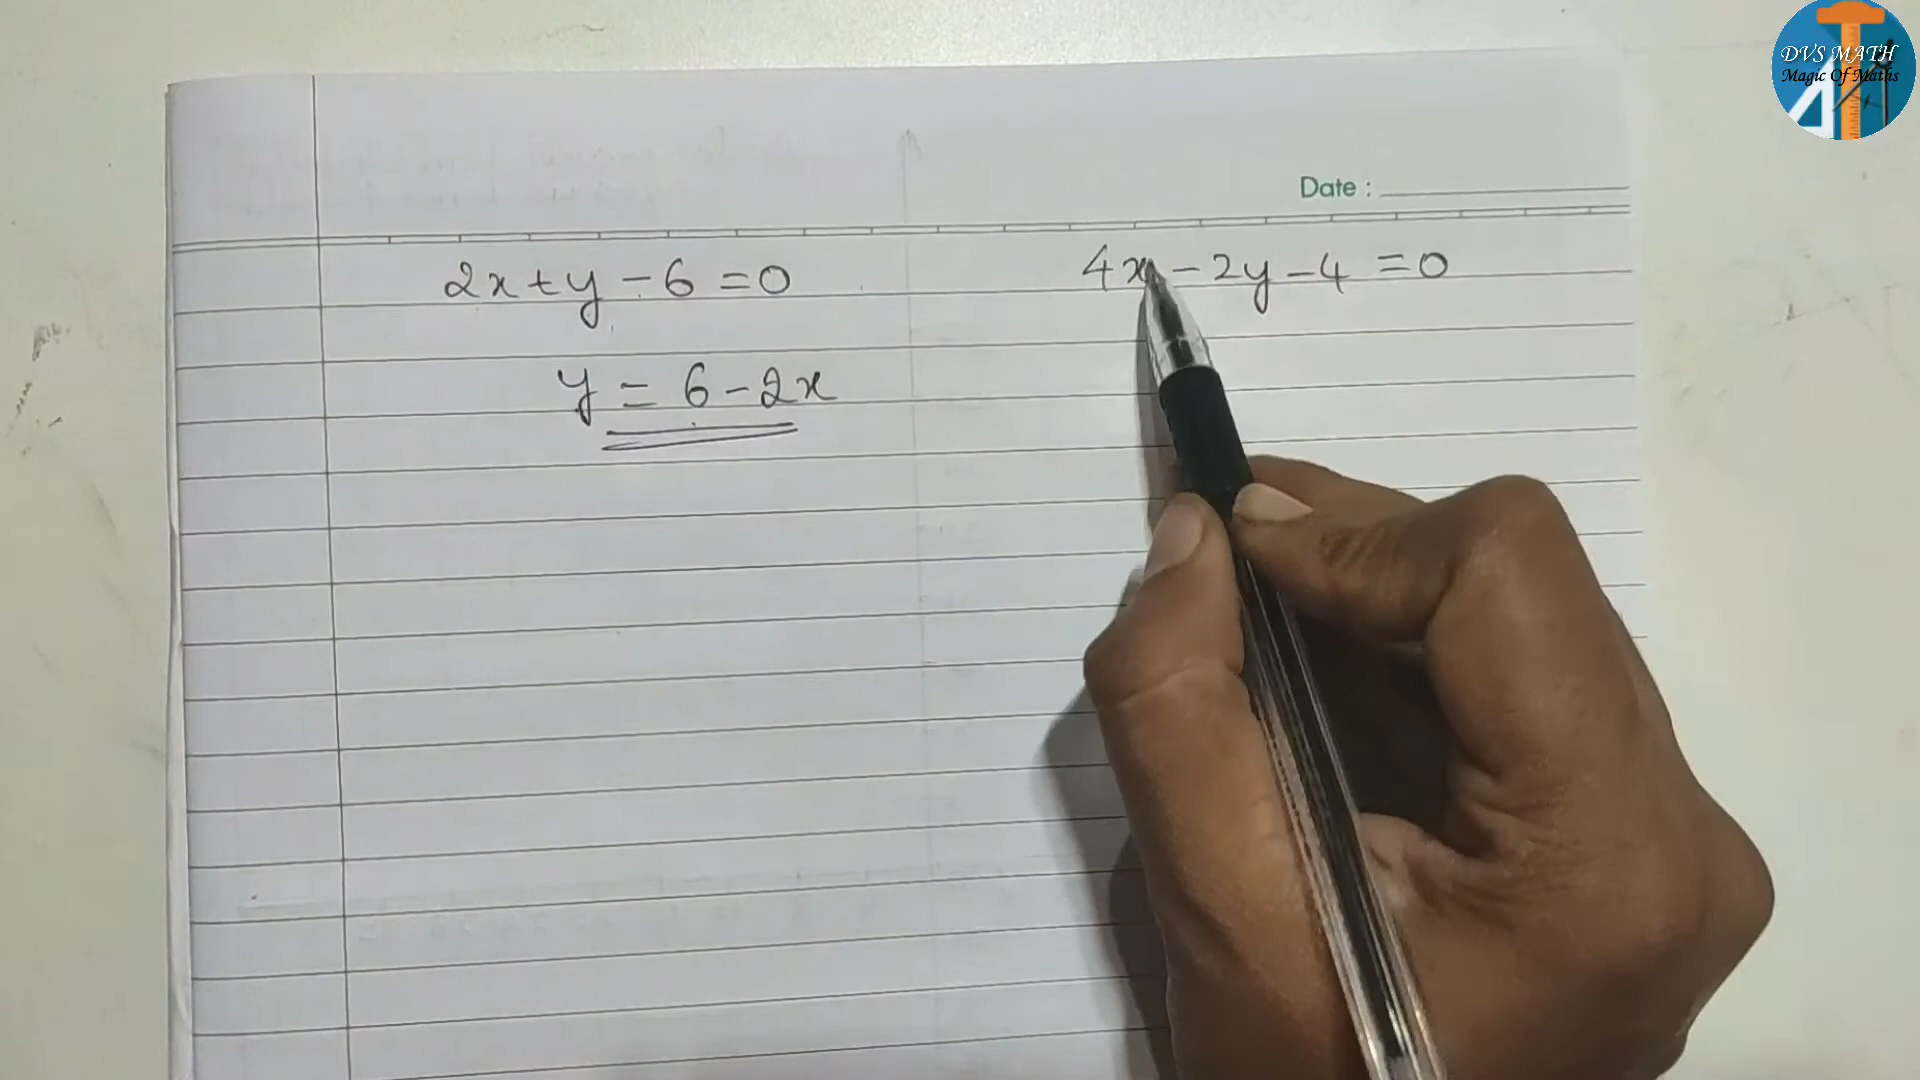 DVS MATH
Magic Of Maths
Date :
2x + y - 6 = 0
4x - 2y - 4 = 0
y = 6 - 2x